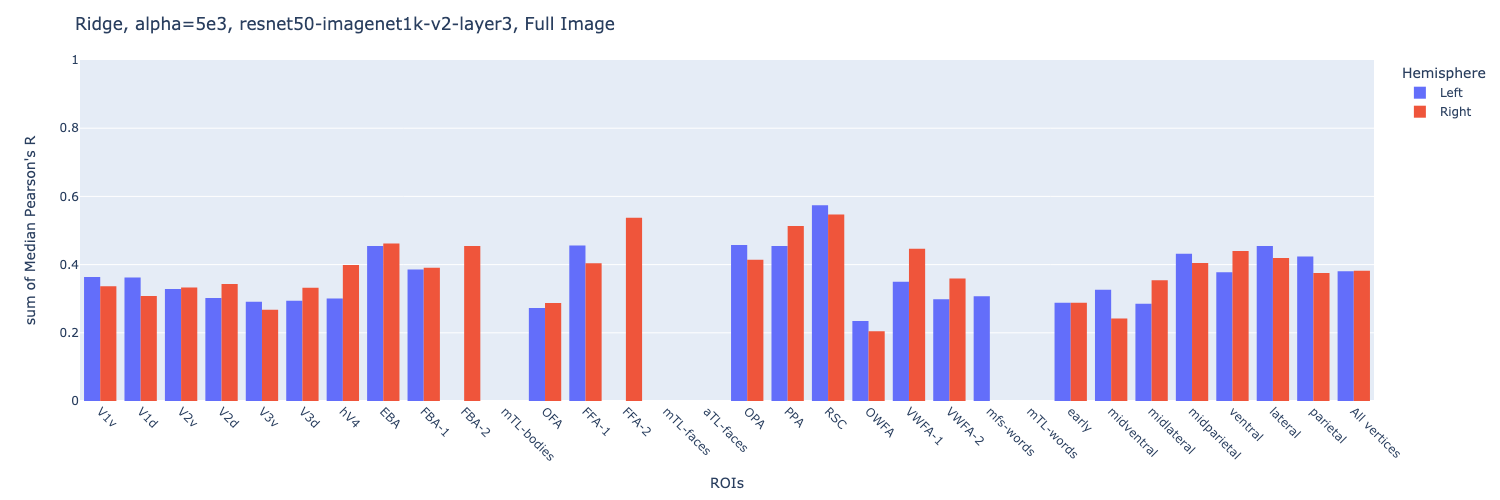 Ridge, alpha=5e3, resnet50-imagenet1k-v2-layer3, Full Image
Hemisphere
Left
Right
sum of Median Pearson's R
1
0.8
0.6
0.4
0.2
0
V1v
V1d
V2v
V2d
V3v
V3d
hV4
EBA
FBA-1
FBA-2
mTL-bodies
OFA
FFA-1
FFA-2
mTL-faces
aTL-faces
OPA
PPA
RSC
OWFA
VWFA-1
VWFA-2
mfs-words
mTL-words
early
midventral
midlateral
midparietal
ventral
lateral
parietal
All vertices
ROIs